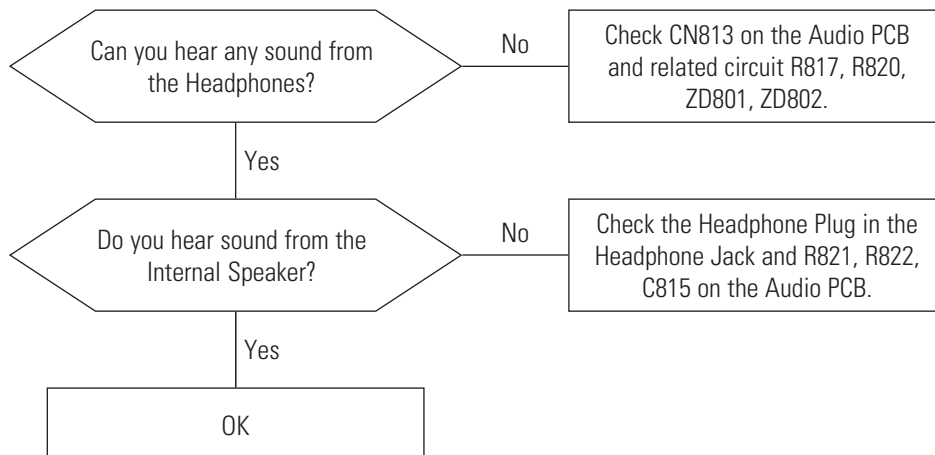 Can you hear any sound from
the Headphones?
No
Check CN813 on the Audio PCB
and related circuit R817, R820,
ZD801, ZD802.
Yes
Do you hear sound from the
Internal Speaker?
No
Check the Headphone Plug in the
Headphone Jack and R821, R822,
C815 on the Audio PCB.
Yes
OK